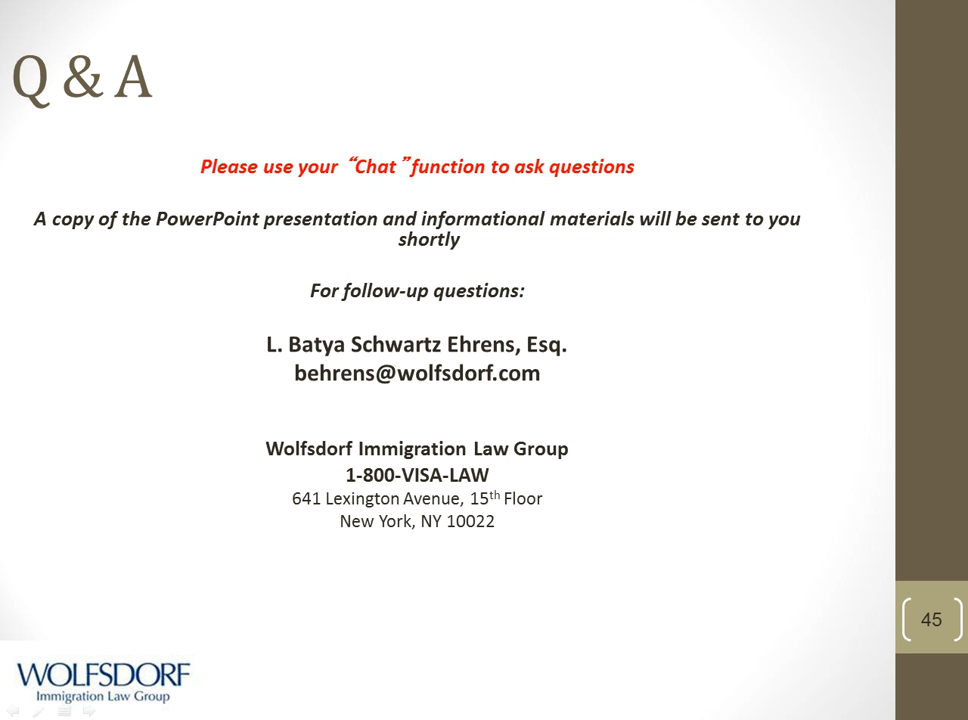 Q & A
Please use your “Chat” function to ask questions
A copy of the PowerPoint presentation and informational materials will be sent to you
shortly
For follow-up questions:
L. Batya Schwartz Ehrens, Esq.
behrens@wolfsdorf.com
Wolfsdorf Immigration Law Group
1-800-VISA-LAW
641 Lexington Avenue, 15th Floor
New York, NY 10022
45
WOLFSDORF
Immigration Law Group